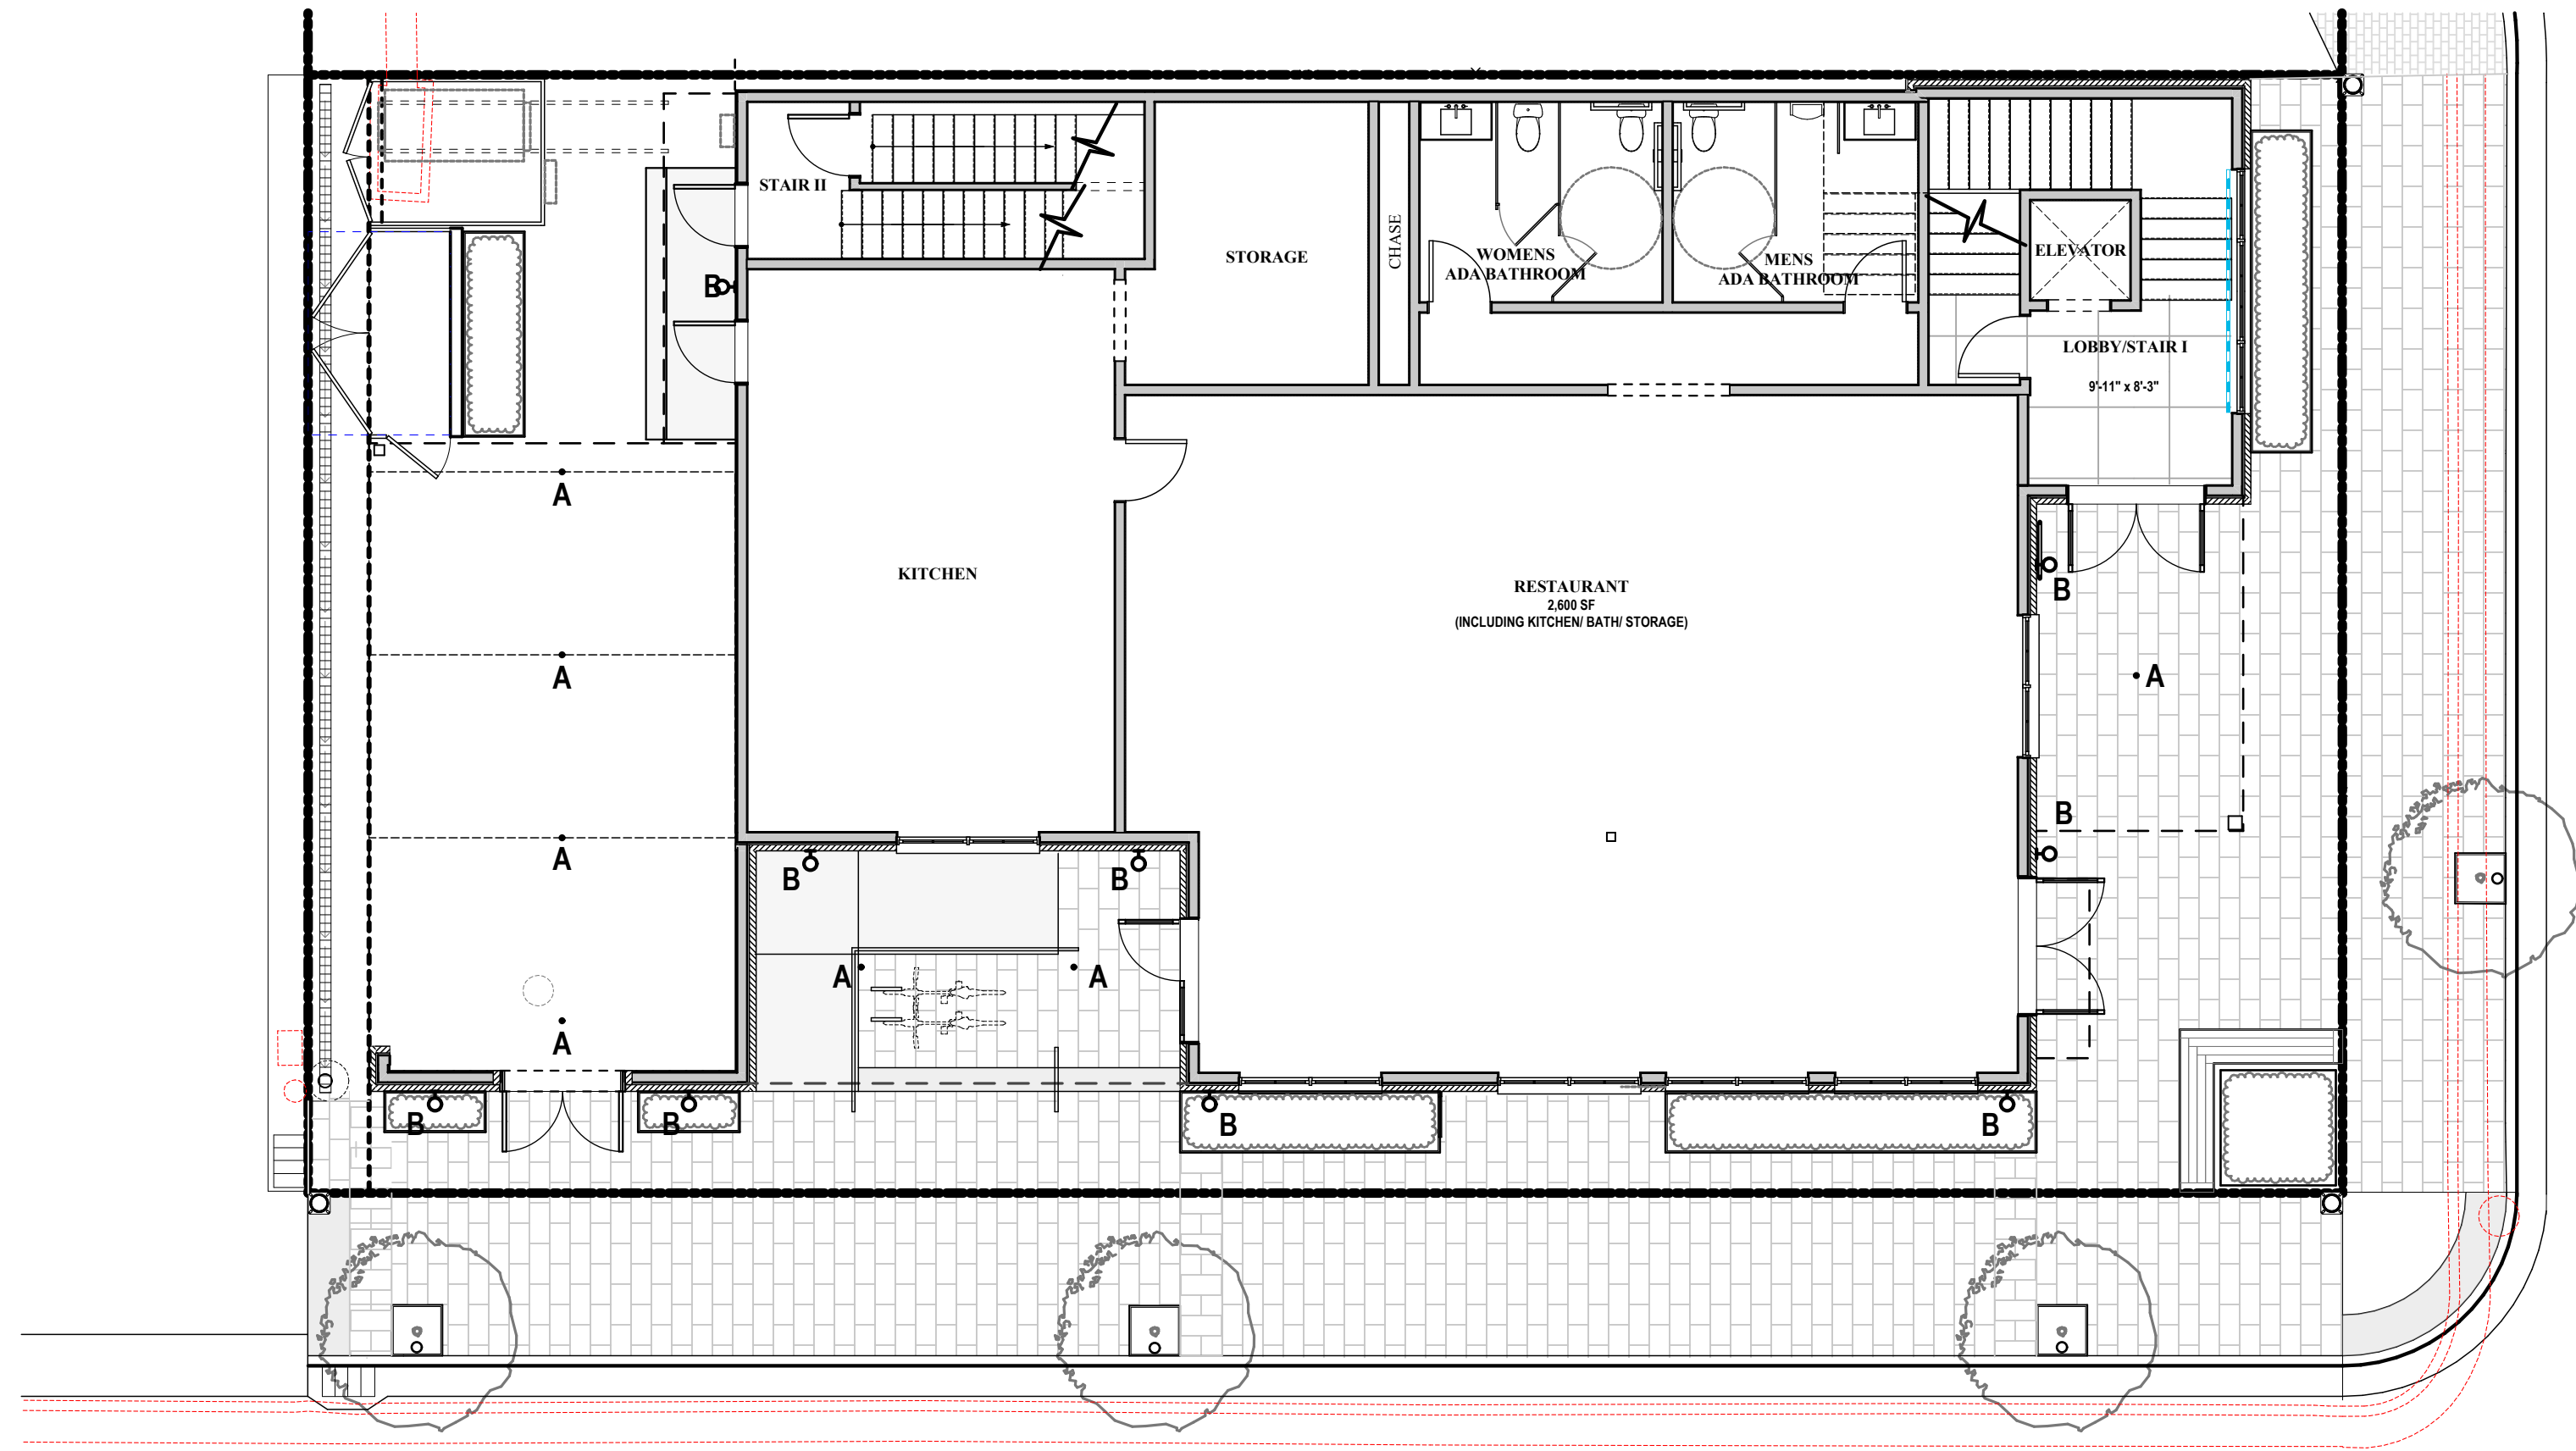 STAIR II
STORAGE
CHASE
WOMENS
ADA BATHROOM
MENS
ADA BATHROOM
ELEVATOR
LOBBY/STAIR I
9'-11" x 8'-3"
B
A
KITCHEN
RESTAURANT
2,600 SF
(INCLUDING KITCHEN/ BATH/ STORAGE)
B
A
A
B
A
B
B
A
A
A
B
B
B
B